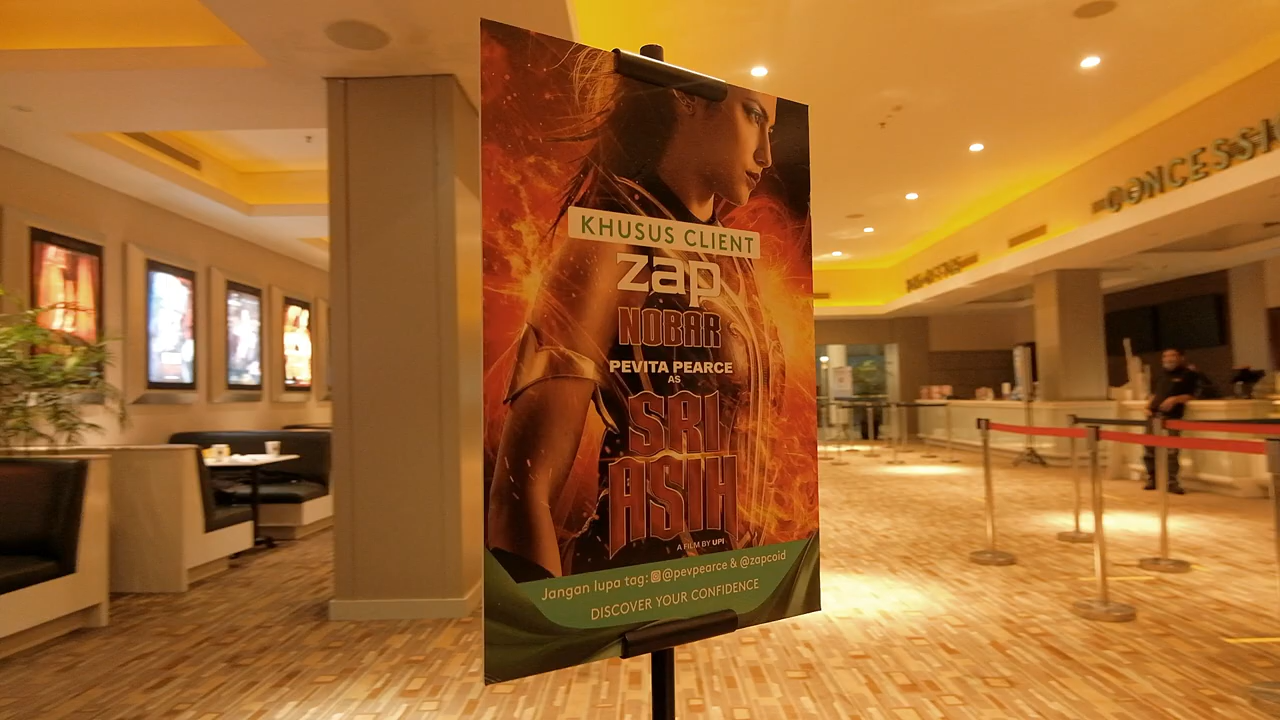 KHUSUS CLIENT
zap
NOBAR
PEVITA PEARCE
AS
SRI
ASIH
A FILM BY UPI
Jangan lupa tag: @pevpearce & @zapcoid
DISCOVER YOUR CONFIDENCE